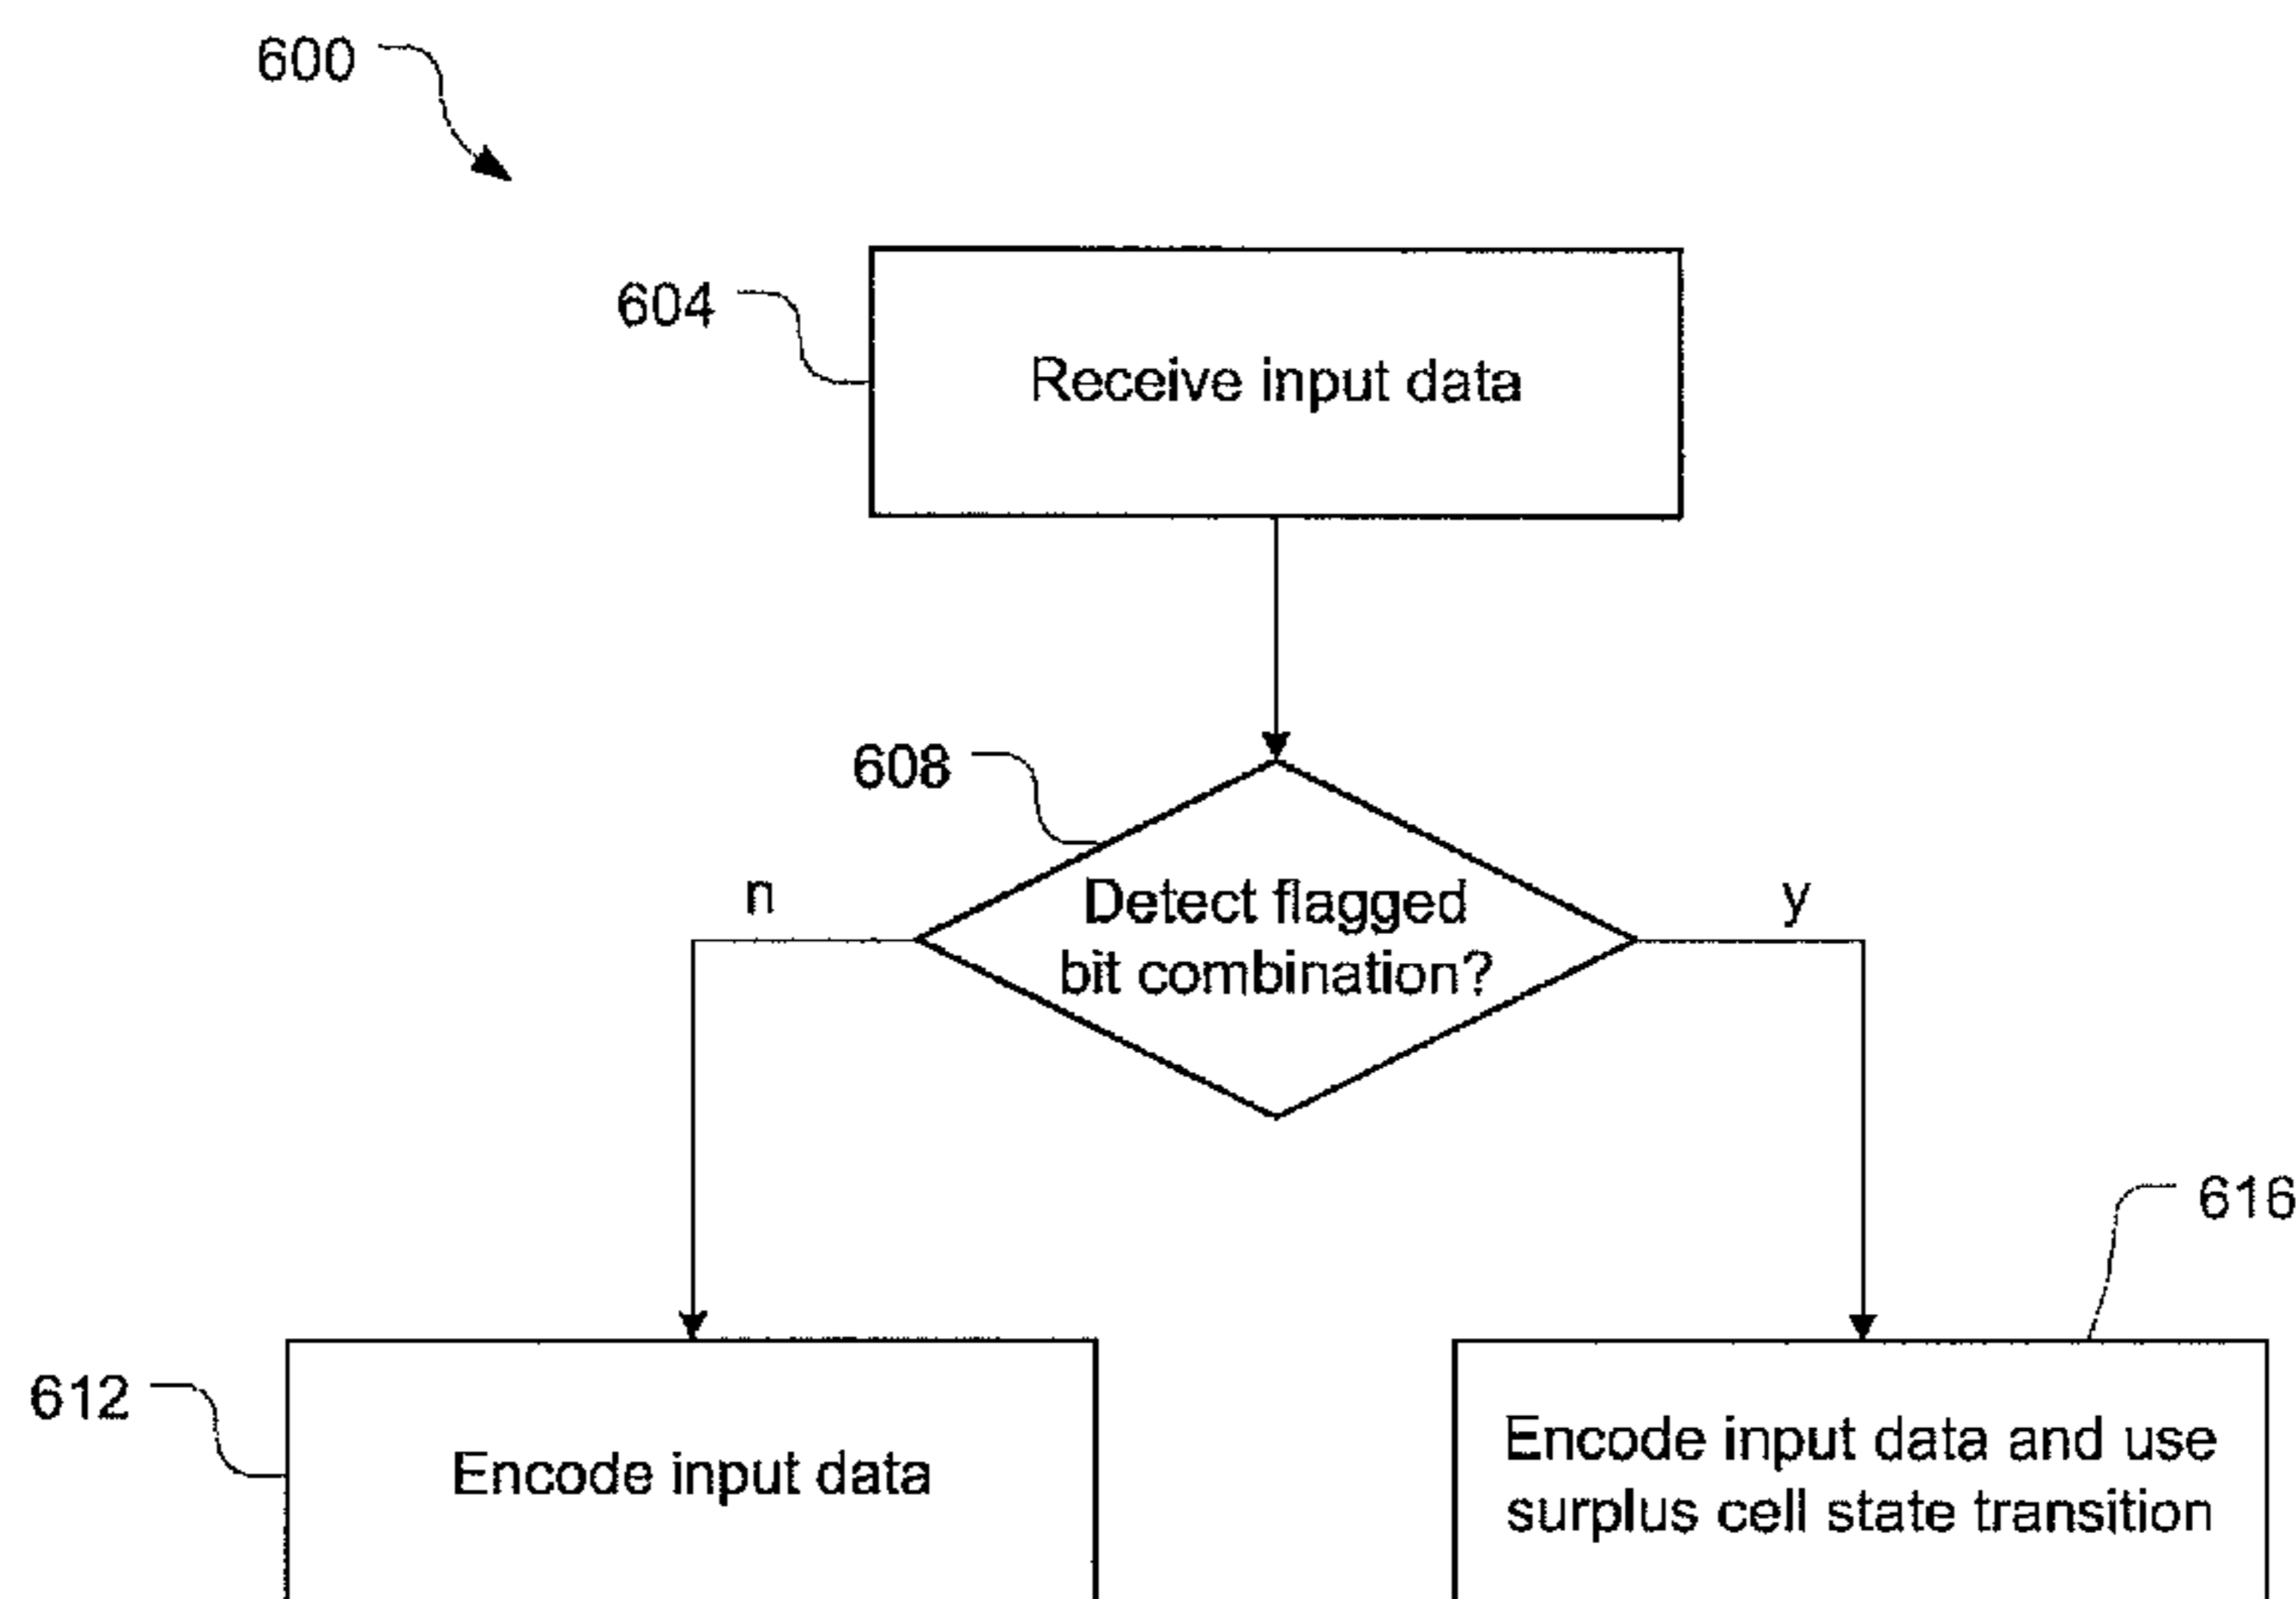 600
604
Receive input data
608
n
Detect flagged
bit combination?
y
616
612
Encode input data
Encode input data and use
surplus cell state transition